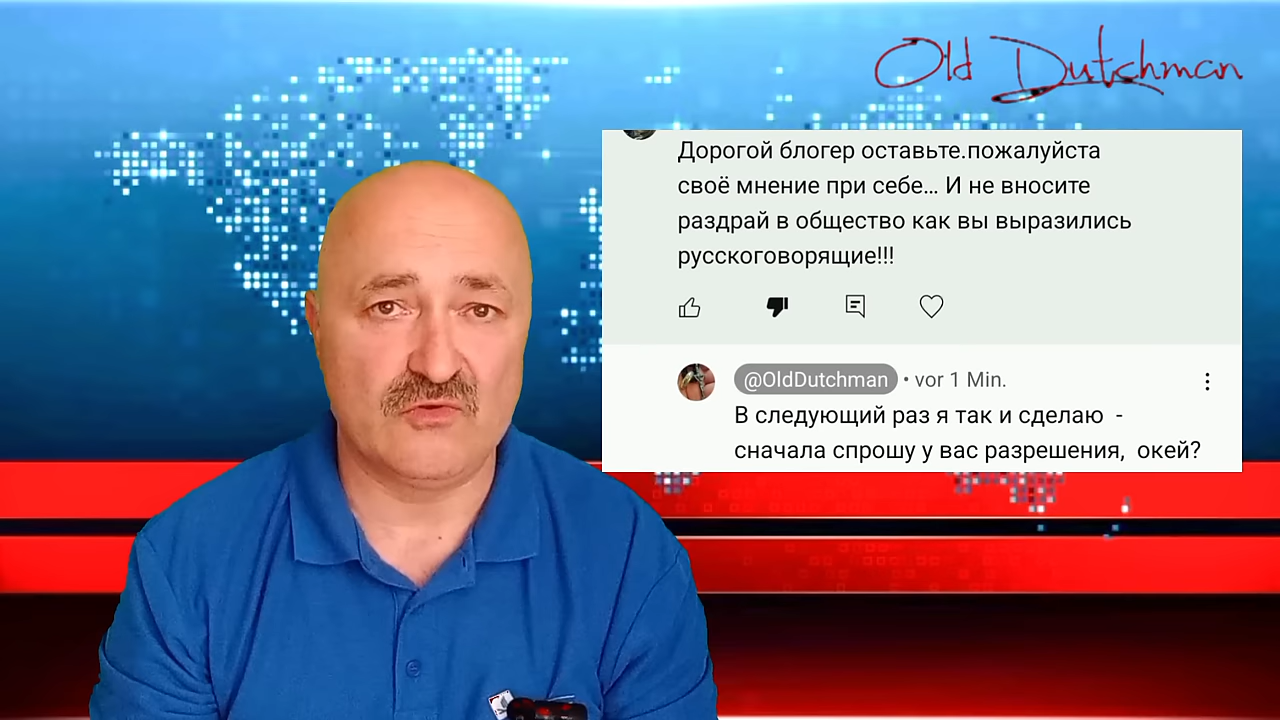 Old Dutchman
Дорогой блогер оставьте.пожалуйста
своё мнение при себе... И не вносите
раздрай в общество как вы выразились
русскоговорящие!!!
@OldDutchman • vor 1 Min.
В следующий раз я так и сделаю -
сначала спрошу у вас разрешения, окей?